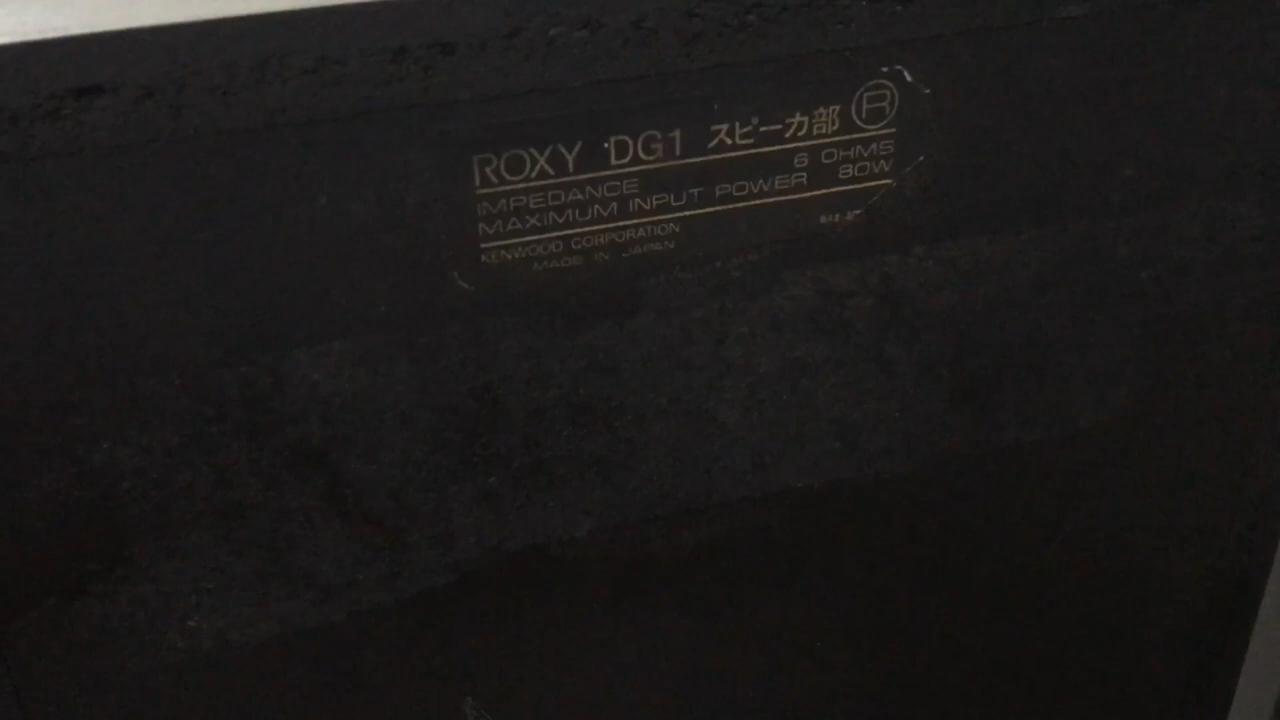 ROXY DG1 スピーカ部 R
IMPEDANCE 6 OHMS
MAXIMUM INPUT POWER 80W
KENWOOD CORPORATION
MADE IN JAPAN